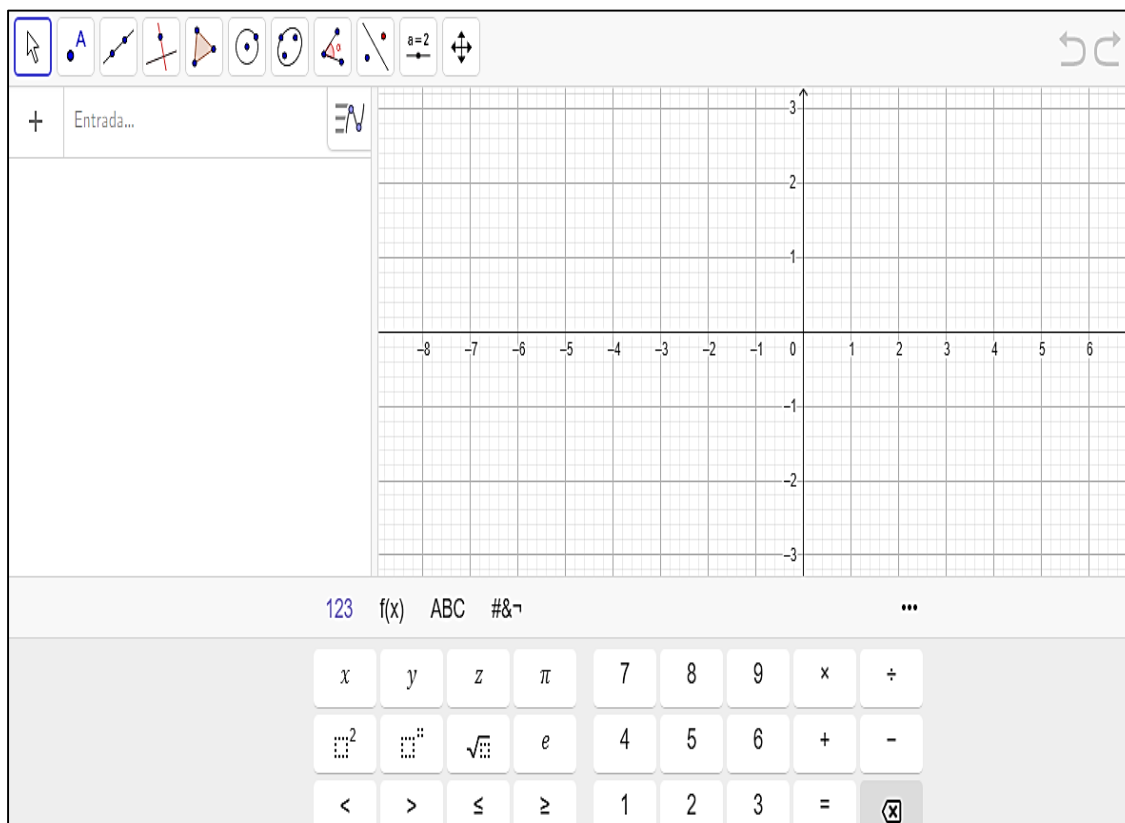 A α a=2
+ Entrada...
3
2
1
−8 −7 −6 −5 −4 −3 −2 −1 0 1 2 3 4 5 6
−1
−2
−3
123 f(x) ABC #&¬ •••
x y z π 7 8 9 × ÷
2 √ e 4 5 6 + −
< > ≤ ≥ 1 2 3 =